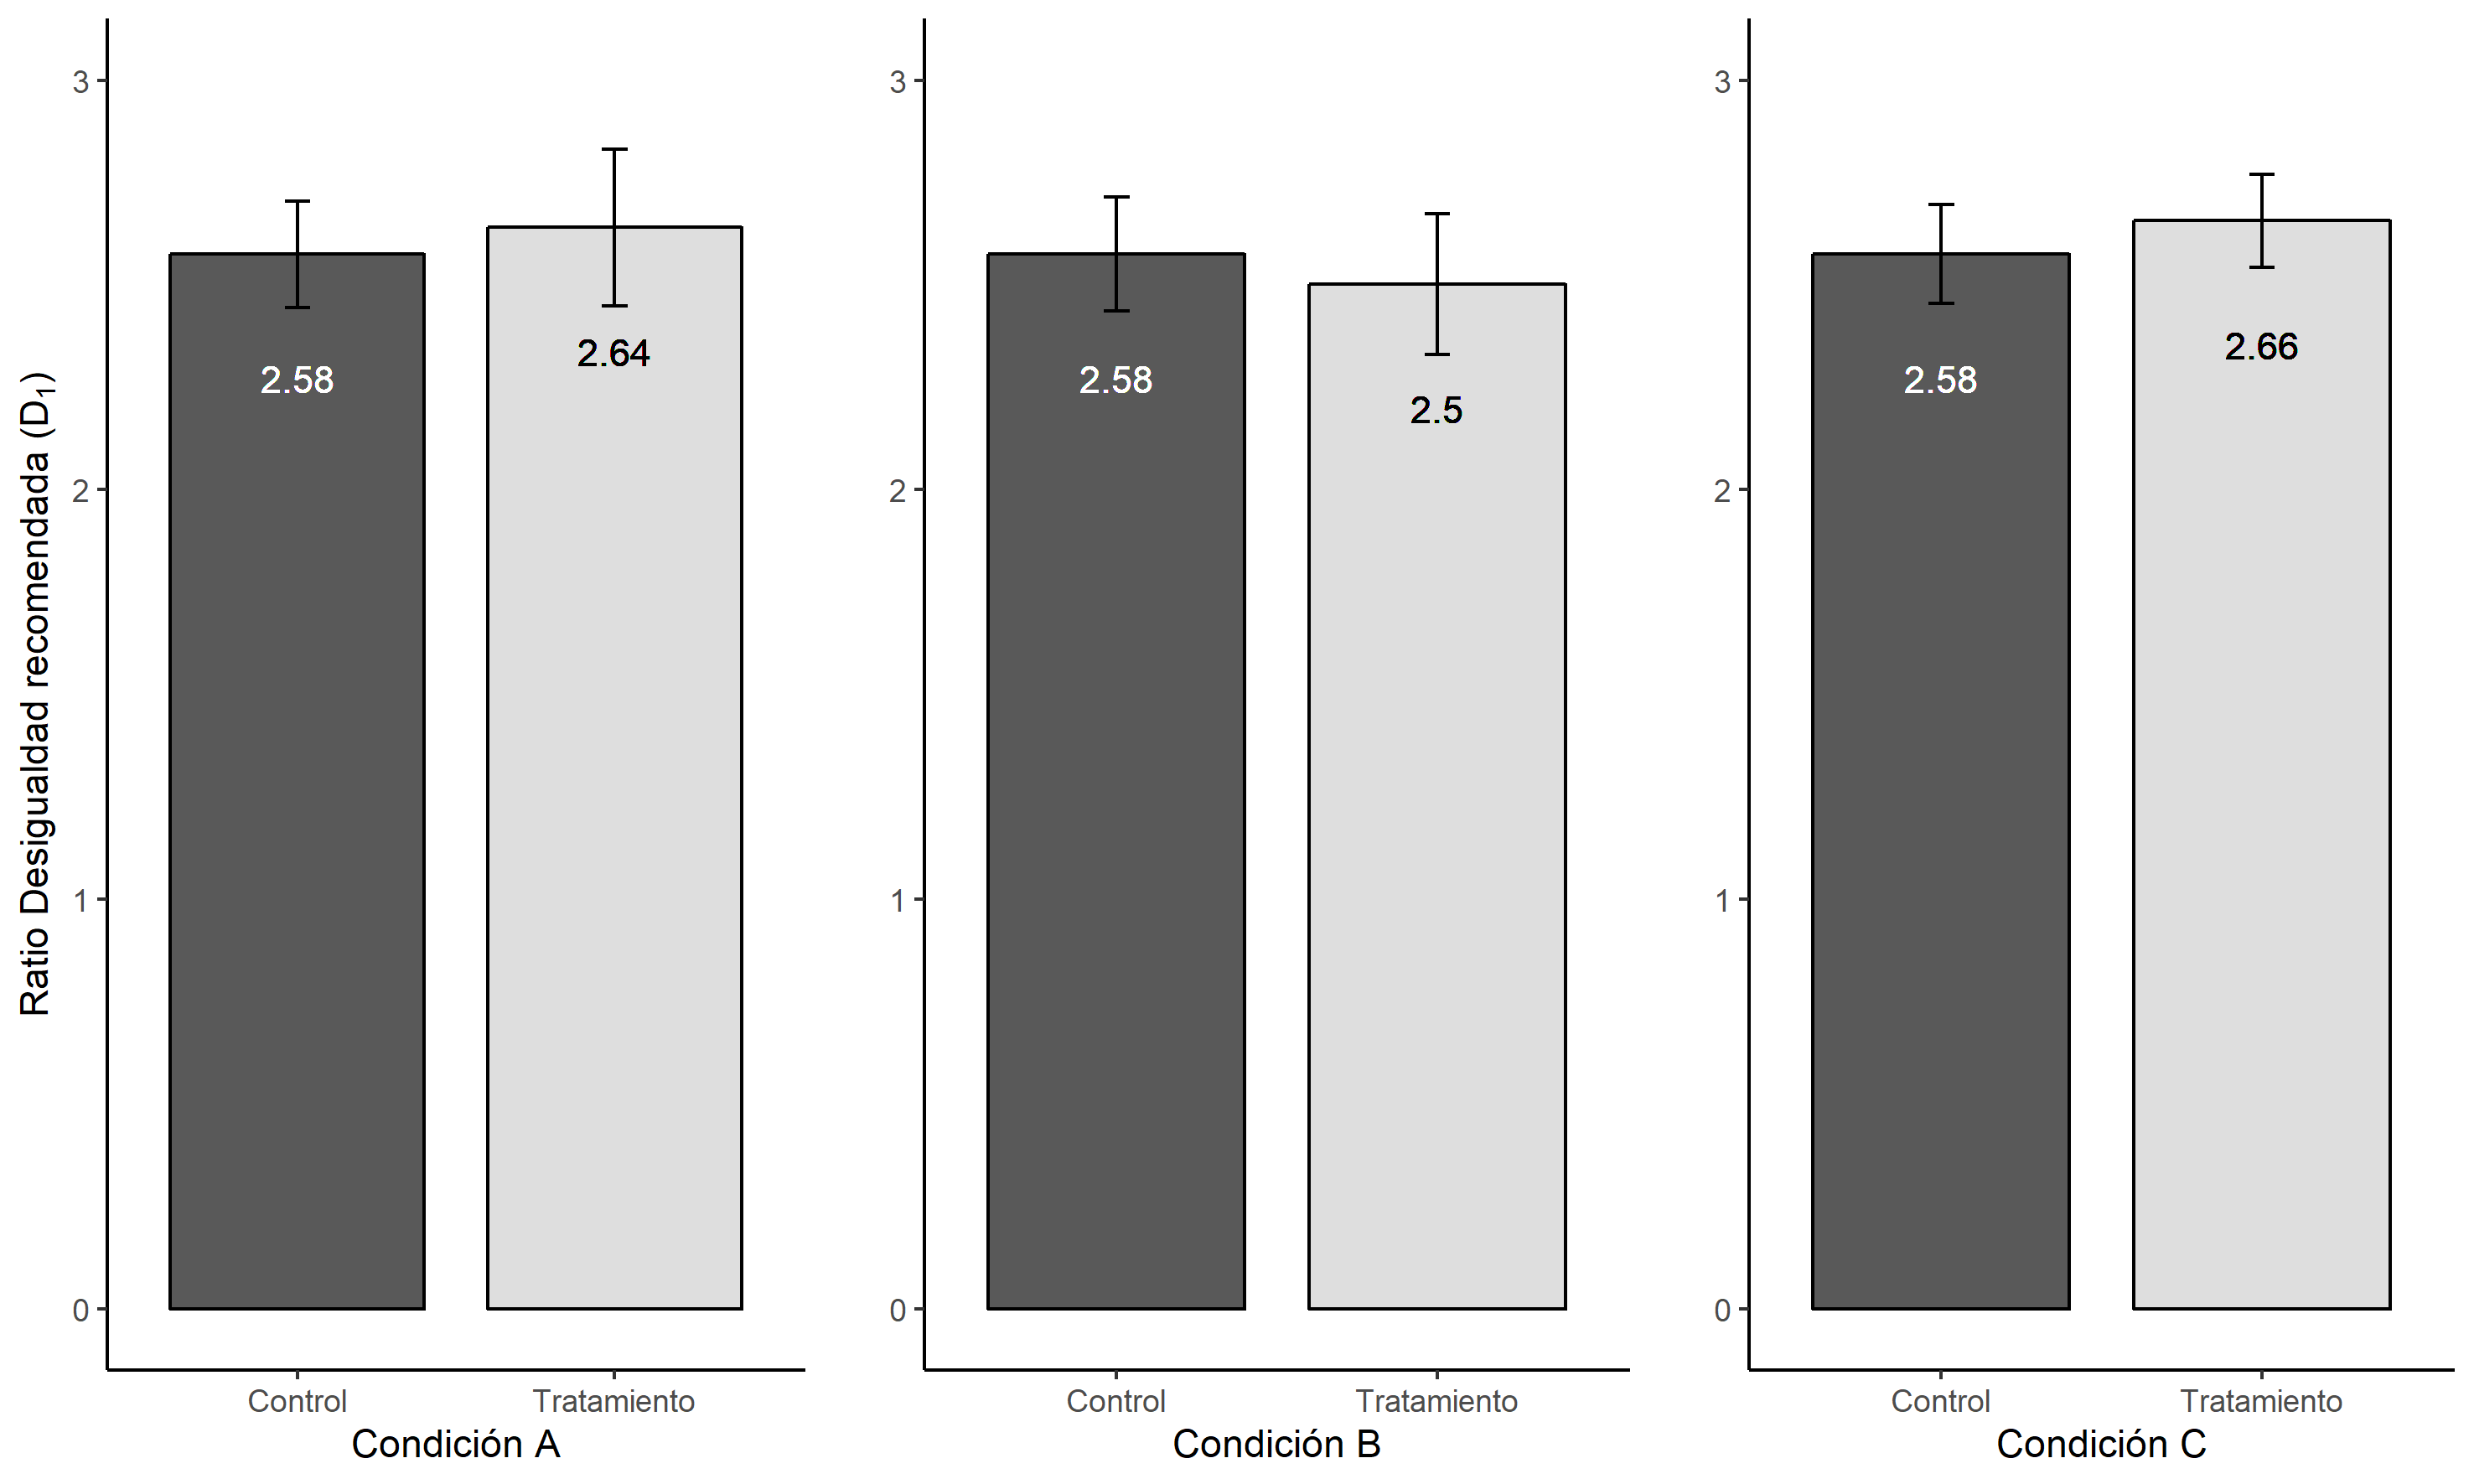 Ratio Desigualdad recomendada (D₁)
3
2
1
0
2.58
2.64
Control
Tratamiento
Condición A
3
2
1
0
2.58
2.5
Control
Tratamiento
Condición B
3
2
1
0
2.58
2.66
Control
Tratamiento
Condición C